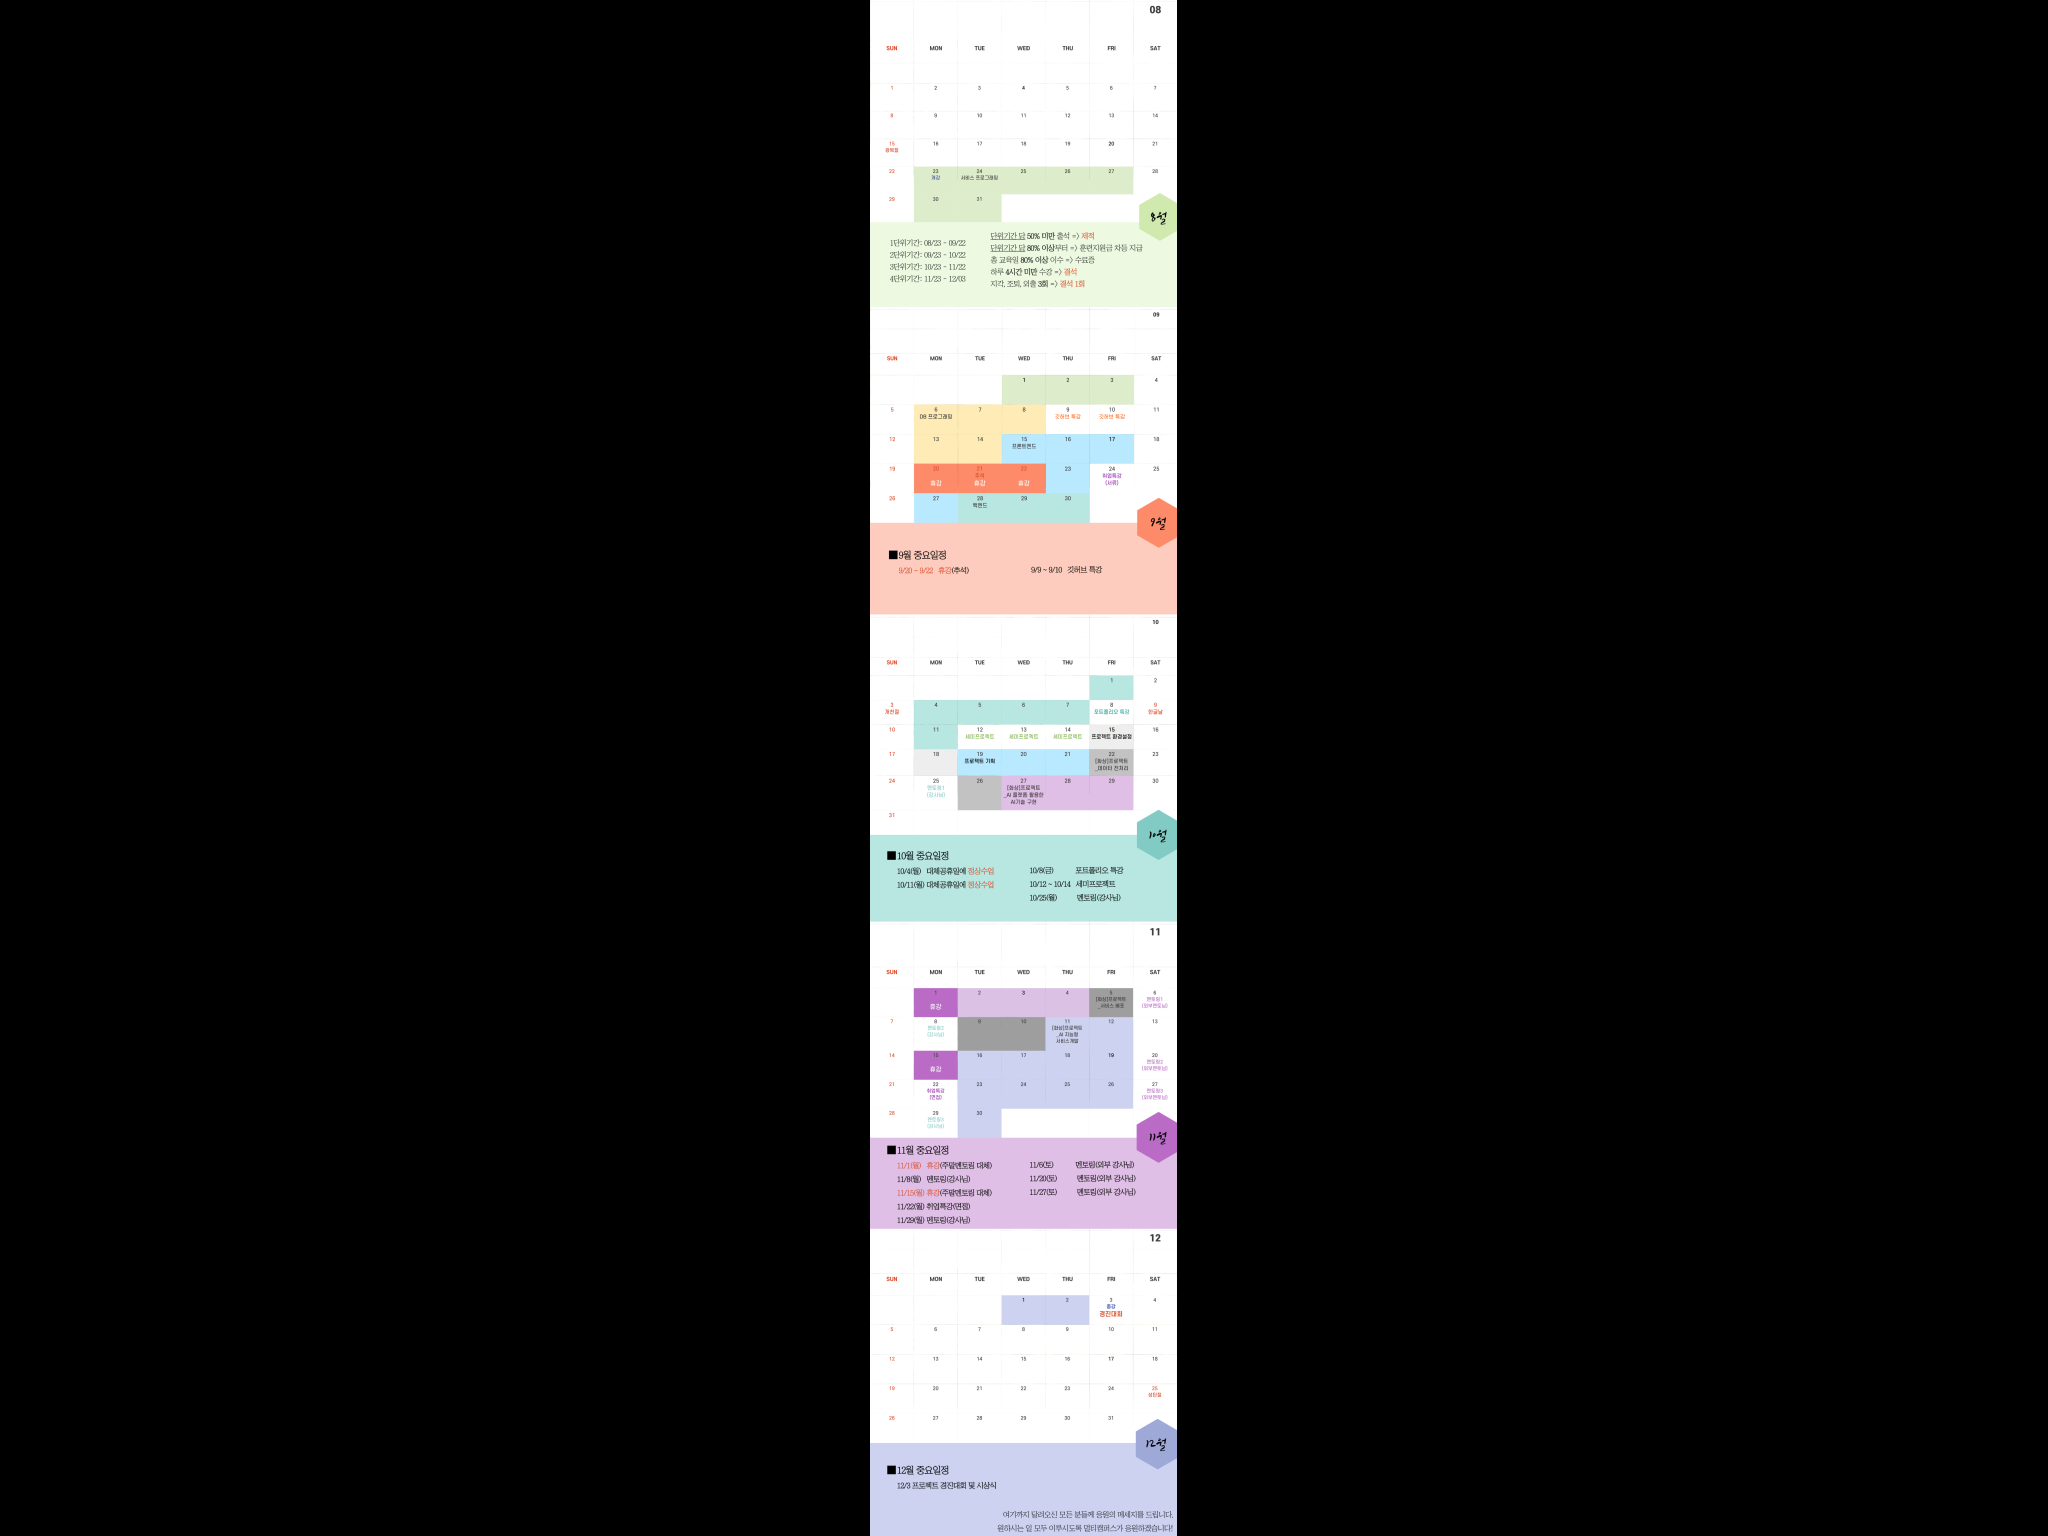 08
SUN MON TUE WED THU FRI SAT
1 2 3 4 5 6 7
8 9 10 11 12 13 14
15 16 17 18 19 20 21
광복절
22 23 24 25 26 27 28
개강 서비스 프로그래밍
29 30 31
8월
1단위기간: 08/23 - 09/22
2단위기간: 09/23 - 10/22
3단위기간: 10/23 - 11/22
4단위기간: 11/23 - 12/03
단위기간 당 50% 미만 출석 => 제적
단위기간 당 80% 이상부터 => 훈련지원금 차등 지급
총 교육일 80% 이상 이수 => 수료증
하루 4시간 미만 수강 => 결석
지각, 조퇴, 외출 3회 => 결석 1회
09
SUN MON TUE WED THU FRI SAT
1 2 3 4
5 6 7 8 9 10 11
DB 프로그래밍 깃허브 특강 깃허브 특강
12 13 14 15 16 17 18
프론트엔드
19 20 21 22 23 24 25
추석 취업특강
휴강 휴강 휴강 (서류)
26 27 28 29 30
백엔드
9월
■9월 중요일정
9/20 ~ 9/22 휴강(추석) 9/9 ~ 9/10 깃허브 특강
10
SUN MON TUE WED THU FRI SAT
1 2
3 4 5 6 7 8 9
개천절 포트폴리오 특강 한글날
10 11 12 13 14 15 16
세미프로젝트 세미프로젝트 세미프로젝트 프로젝트 환경설정
17 18 19 20 21 22 23
프로젝트 기획 [화상]프로젝트
_데이터 전처리
24 25 26 27 28 29 30
멘토링1 [화상]프로젝트
(강사님) _AI 플랫폼 활용한
AI기술 구현
31
10월
■10월 중요일정
10/4(월) 대체공휴일에 정상수업 10/8(금) 포트폴리오 특강
10/11(월) 대체공휴일에 정상수업 10/12 ~ 10/14 세미프로젝트
10/25(월) 멘토링(강사님)
11
SUN MON TUE WED THU FRI SAT
1 2 3 4 5 6
휴강 [화상]프로젝트 멘토링1
_서비스 배포 (외부멘토님)
7 8 9 10 11 12 13
멘토링2 [화상]프로젝트
(강사님) _AI 지능형
서비스개발
14 15 16 17 18 19 20
휴강 멘토링2
(외부멘토님)
21 22 23 24 25 26 27
취업특강 멘토링3
(면접) (외부멘토님)
28 29 30
(강사님)
11월
■11월 중요일정
11/1(월) 휴강(주말멘토링 대체) 11/6(토) 멘토링(외부 강사님)
11/8(월) 멘토링(강사님) 11/20(토) 멘토링(외부 강사님)
11/15(월) 휴강(주말멘토링 대체) 11/27(토) 멘토링(외부 강사님)
11/22(월) 취업특강(면접)
11/29(월) 멘토링(강사님)
12
SUN MON TUE WED THU FRI SAT
1 2 3 4
종강
경진대회
5 6 7 8 9 10 11
12 13 14 15 16 17 18
19 20 21 22 23 24 25
성탄절
26 27 28 29 30 31
12월
■12월 중요일정
12/3 프로젝트 경진대회 및 시상식
여기까지 달려오신 모든 분들께 응원의 메세지를 드립니다.
원하시는 일 모두 이루시도록 멀티캠퍼스가 응원하겠습니다!